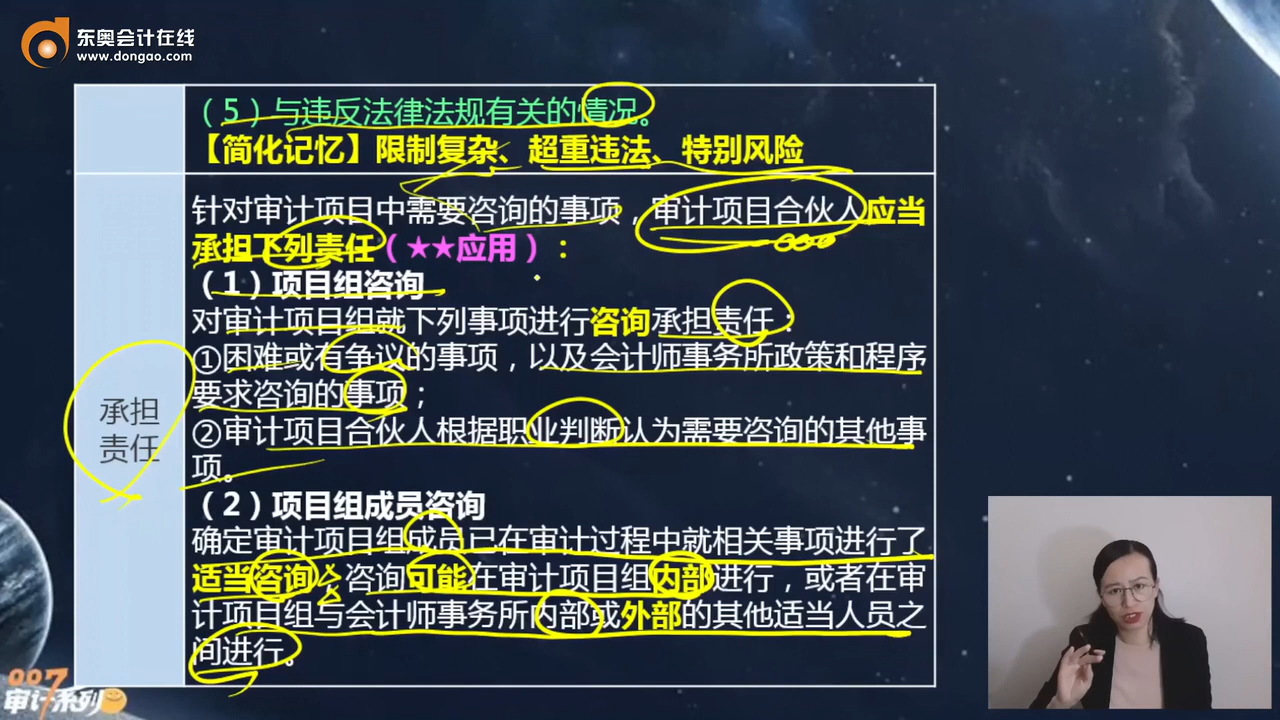 东奥会计在线
www.dongao.com
（5）与违反法律法规有关的情况。
【简化记忆】限制复杂、超重违法、特别风险
承担
责任
针对审计项目中需要咨询的事项，审计项目合伙人应当
承担下列责任（★★应用）：
（1）项目组咨询
对审计项目组就下列事项进行咨询承担责任：
①困难或有争议的事项，以及会计师事务所政策和程序
要求咨询的事项；
②审计项目合伙人根据职业判断认为需要咨询的其他事
项。
（2）项目组成员咨询
确定审计项目组成员已在审计过程中就相关事项进行了
适当咨询，咨询可能在审计项目组内部进行，或者在审
计项目组与会计师事务所内部或外部的其他适当人员之
间进行。
007
审计系列